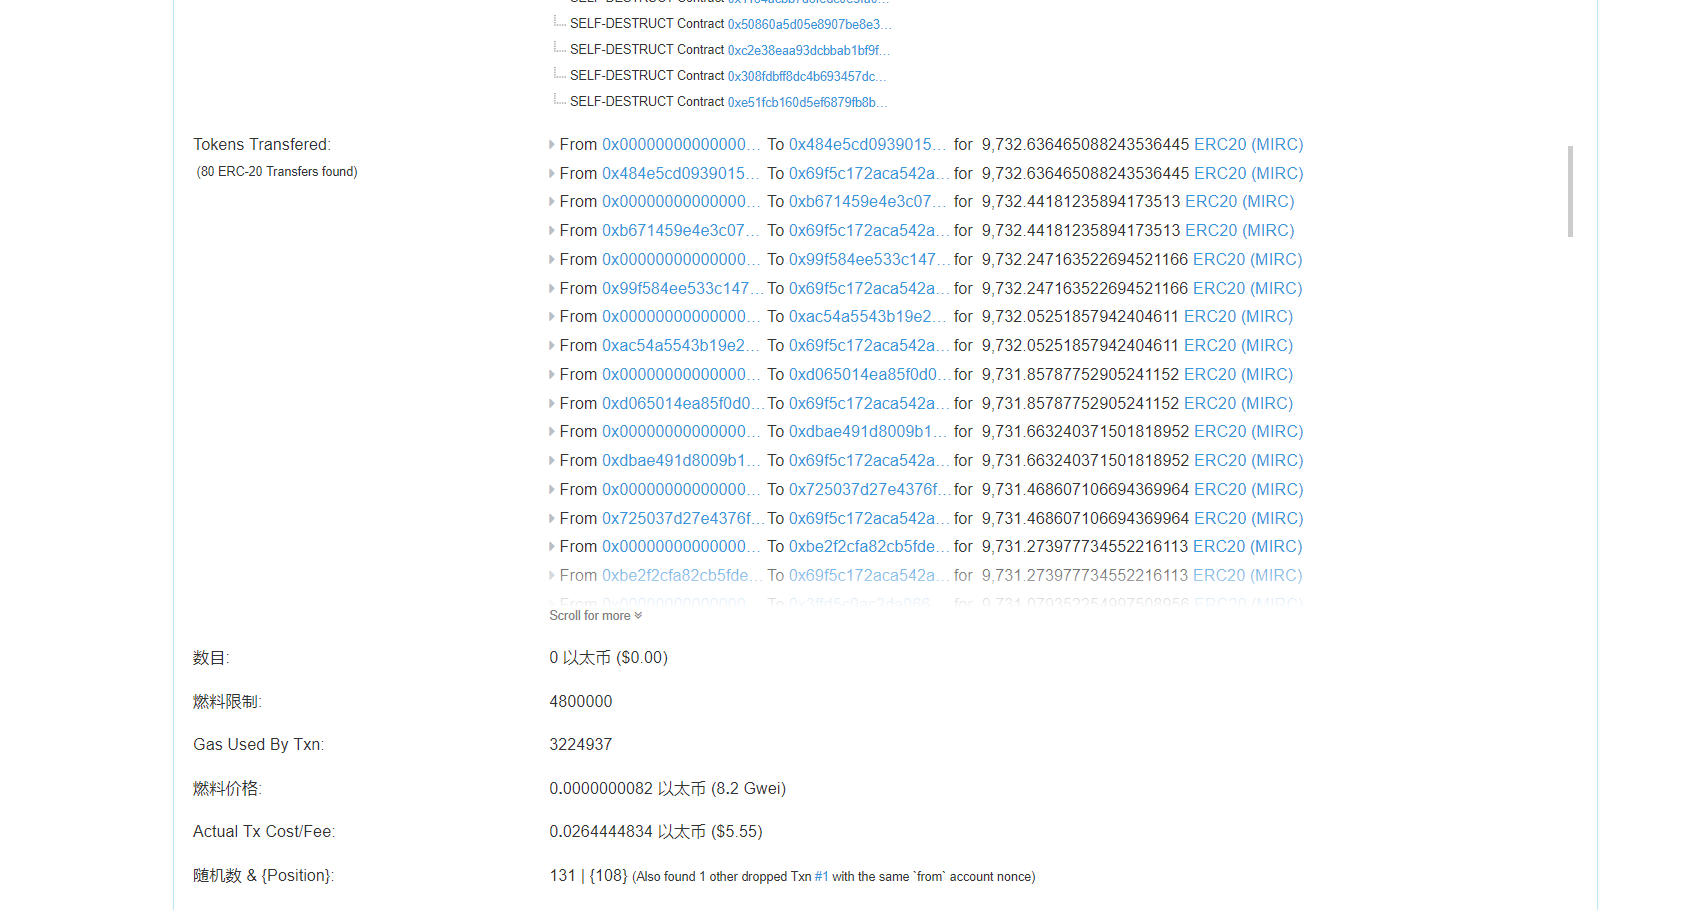 SELF-DESTRUCT Contract 0x50860a5d05e8907be8e3...
SELF-DESTRUCT Contract 0xc2e38eaa93dcbbab1bf9f...
SELF-DESTRUCT Contract 0x308fdbff8dc4b693457dc...
SELF-DESTRUCT Contract 0xe51fcb160d5ef6879fb8b...
Tokens Transfered:
(80 ERC-20 Transfers found)
From 0x00000000000000... To 0x484e5cd0939015... for 9,732.636465088243536445 ERC20 (MIRC)
From 0x484e5cd0939015... To 0x69f5c172aca542a... for 9,732.636465088243536445 ERC20 (MIRC)
From 0x00000000000000... To 0xb671459e4e3c07... for 9,732.44181235894173513 ERC20 (MIRC)
From 0xb671459e4e3c07... To 0x69f5c172aca542a... for 9,732.44181235894173513 ERC20 (MIRC)
From 0x00000000000000... To 0x99f584ee533c147... for 9,732.247163522694521166 ERC20 (MIRC)
From 0x99f584ee533c147... To 0x69f5c172aca542a... for 9,732.247163522694521166 ERC20 (MIRC)
From 0x00000000000000... To 0xac54a5543b19e2... for 9,732.05251857942404611 ERC20 (MIRC)
From 0xac54a5543b19e2... To 0x69f5c172aca542a... for 9,732.05251857942404611 ERC20 (MIRC)
From 0x00000000000000... To 0xd065014ea85f0d0... for 9,731.85787752905241152 ERC20 (MIRC)
From 0xd065014ea85f0d0... To 0x69f5c172aca542a... for 9,731.85787752905241152 ERC20 (MIRC)
From 0x00000000000000... To 0xdbae491d8009b1... for 9,731.663240371501818952 ERC20 (MIRC)
From 0xdbae491d8009b1... To 0x69f5c172aca542a... for 9,731.663240371501818952 ERC20 (MIRC)
From 0x00000000000000... To 0x725037d27e4376f... for 9,731.468607106694369964 ERC20 (MIRC)
From 0x725037d27e4376f... To 0x69f5c172aca542a... for 9,731.468607106694369964 ERC20 (MIRC)
From 0x00000000000000... To 0xbe2f2cfa82cb5fde... for 9,731.273977734552216113 ERC20 (MIRC)
From 0xbe2f2cfa82cb5fde... To 0x69f5c172aca542a... for 9,731.273977734552216113 ERC20 (MIRC)
Scroll for more
数目: 0 以太币 ($0.00)
燃料限制: 4800000
Gas Used By Txn: 3224937
燃料价格: 0.0000000082 以太币 (8.2 Gwei)
Actual Tx Cost/Fee: 0.0264444834 以太币 ($5.55)
随机数 & {Position}: 131 | {108} (Also found 1 other dropped Txn #1 with the same `from` account nonce)